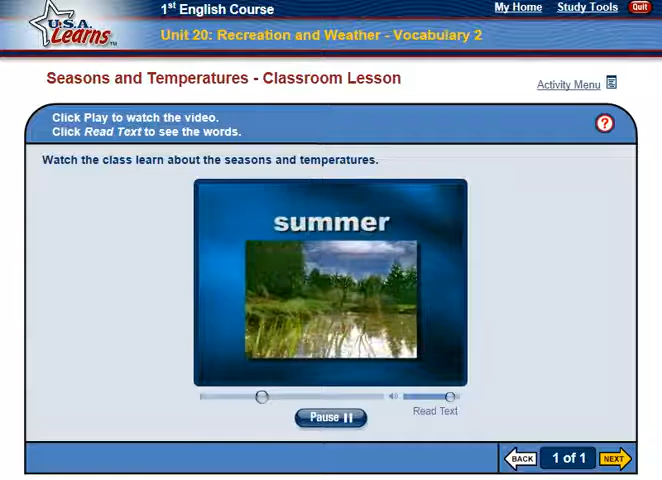 U.S.A.
Learns
TM
1st English Course
My Home Study Tools Quit
Unit 20: Recreation and Weather - Vocabulary 2
Seasons and Temperatures - Classroom Lesson
Activity Menu
Click Play to watch the video.
Click Read Text to see the words.
?
Watch the class learn about the seasons and temperatures.
summer
Pause
Read Text
BACK 1 of 1 NEXT